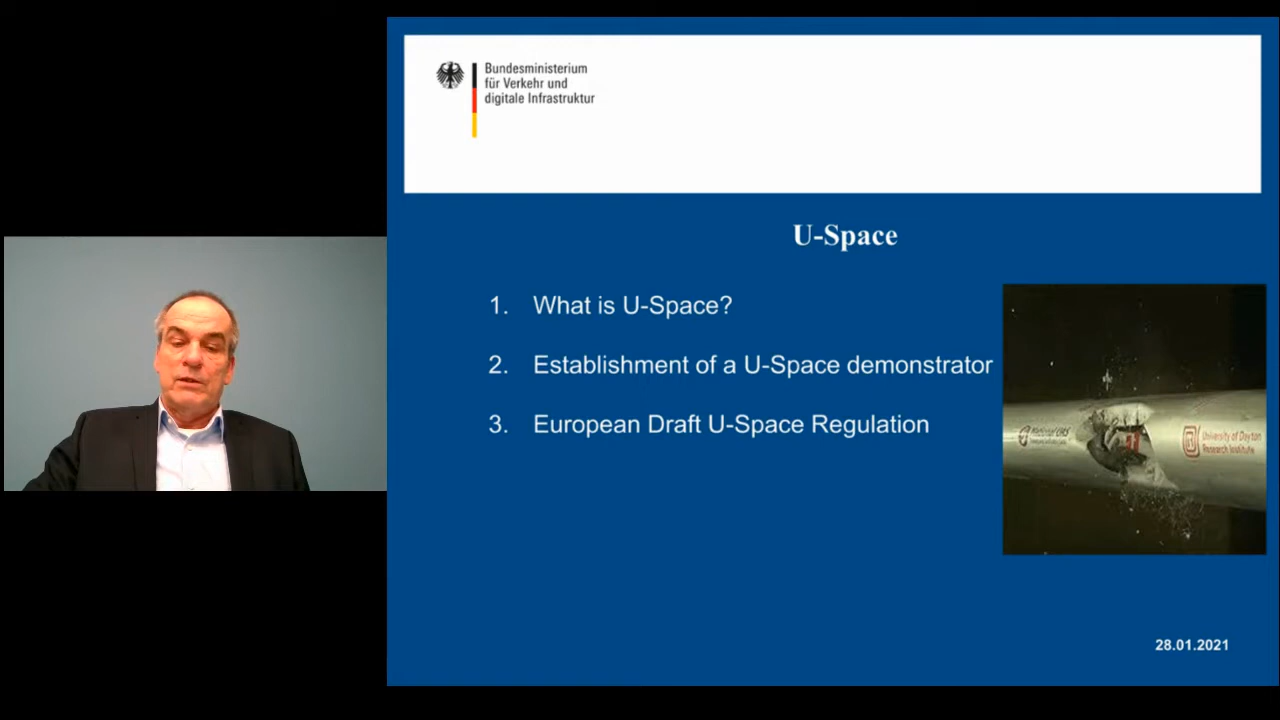 Bundesministerium
für Verkehr und
digitale Infrastruktur
U-Space
1. What is U-Space?
2. Establishment of a U-Space demonstrator
3. European Draft U-Space Regulation
University of Dayton
Research Institute
28.01.2021